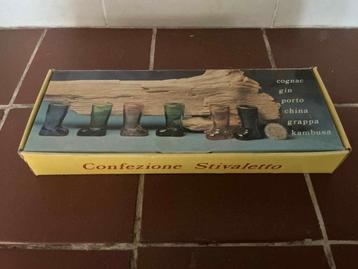 cognac
gin
porto
china
grappa
kambusa
Confezione Stivaletto